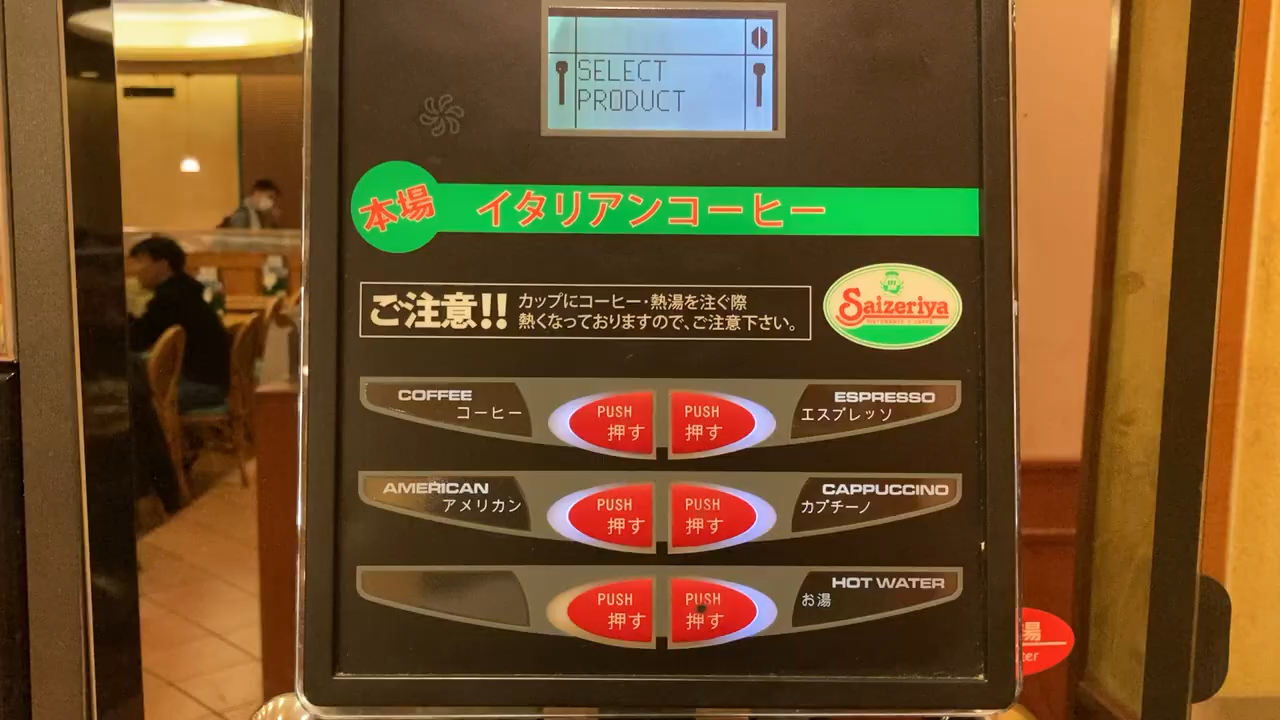 SELECT
PRODUCT
本場 イタリアンコーヒー
ご注意!! カップにコーヒー・熱湯を注ぐ際
熱くなっておりますので、ご注意下さい。
Saizeriya
COFFEE
コーヒー
PUSH
押す
PUSH
押す
ESPRESSO
エスプレッソ
AMERICAN
アメリカン
PUSH
押す
PUSH
押す
CAPPUCCINO
カプチーノ
PUSH
押す
PUSH
押す
HOT WATER
お湯
湯